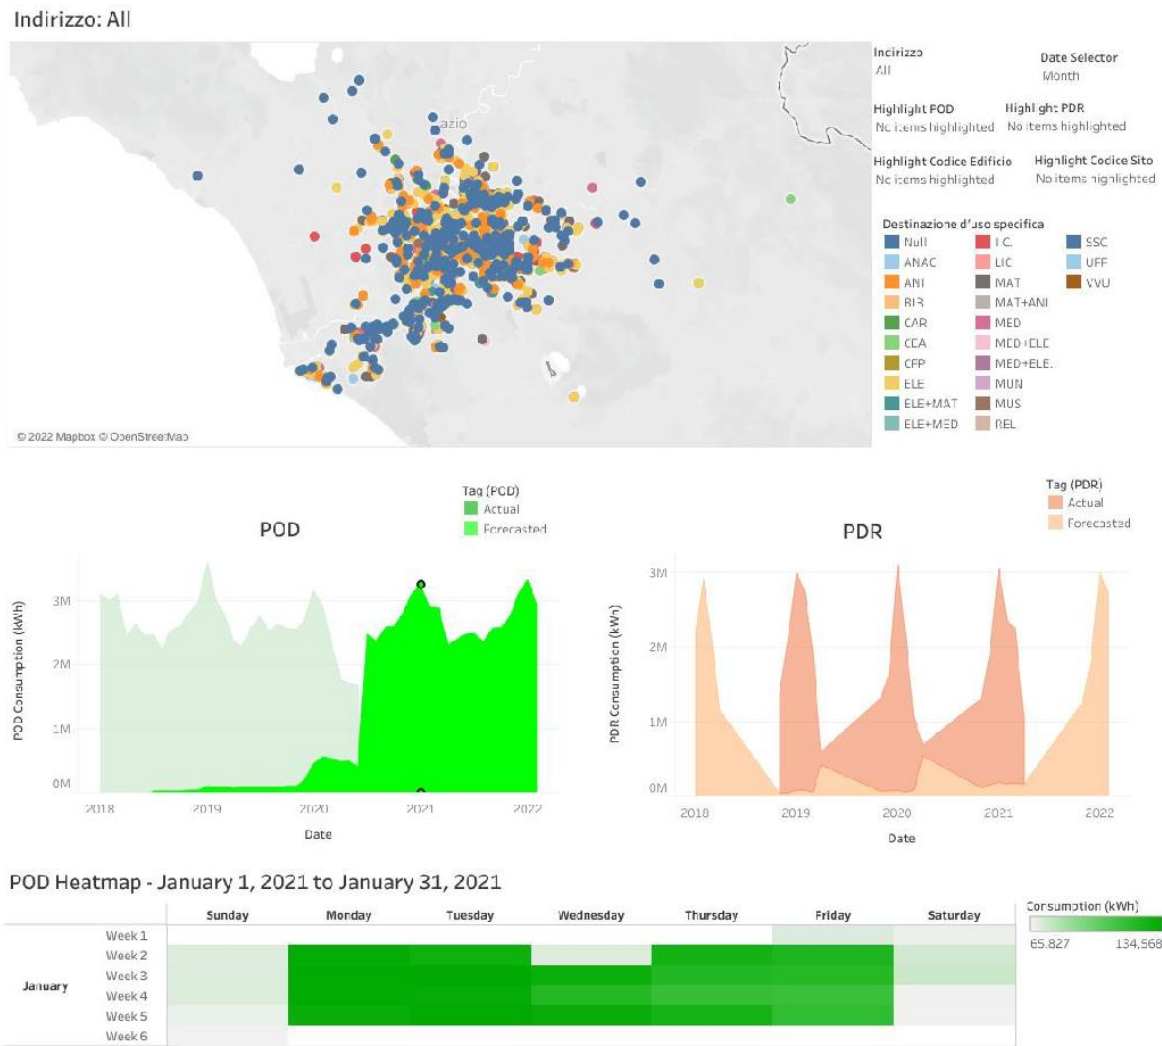 Indirizzo: All
Indirizzo
All
Date Selector
Month
Highlight POD
No items highlighted
Highlight PDR
No items highlighted
Highlight Codice Edificio
No items highlighted
Highlight Codice Sito
No items highlighted
azio
© 2022 Mapbox © OpenStreetMap
Destinazione d'uso specifica
Null
ANAC
ANI
BIB
CAR
CEA
CFP
ELE
ELE+MAT
ELE+MED
I.C.
LIC
MAT
MAT+ANI
MED
MED+ELE
MED+ELE..
MUN
MUS
REL
SSC
UFF
VVU
Tag (POD)
Actual
Forecasted
POD
POD Consumption (kWh)
3M
2M
1M
0M
2018
2019
2020
2021
2022
Date
Tag (PDR)
Actual
Forecasted
PDR
PDR Consumption (kWh)
3M
2M
1M
0M
2018
2019
2020
2021
2022
Date
POD Heatmap - January 1, 2021 to January 31, 2021
Sunday Monday Tuesday Wednesday Thursday Friday Saturday
January
Week 1
Week 2
Week 3
Week 4
Week 5
Week 6
Consumption (kWh)
65.827 134.568